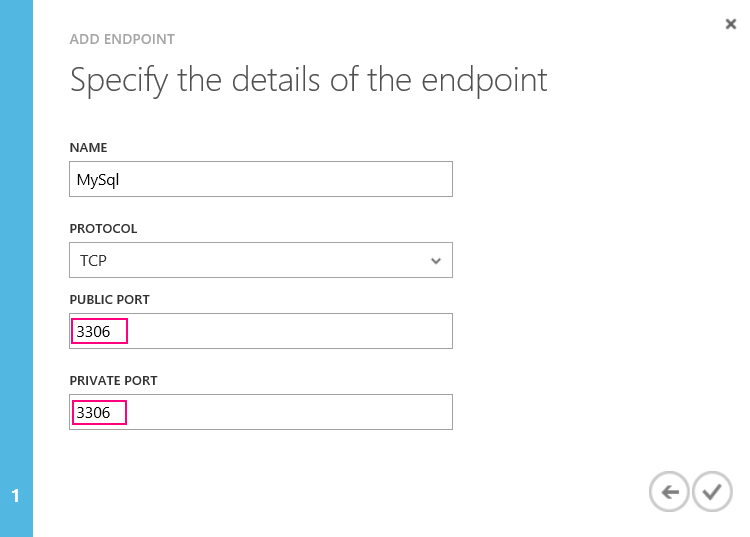 ADD ENDPOINT
Specify the details of the endpoint
NAME
MySql
PROTOCOL
TCP
PUBLIC PORT
3306
PRIVATE PORT
3306
1